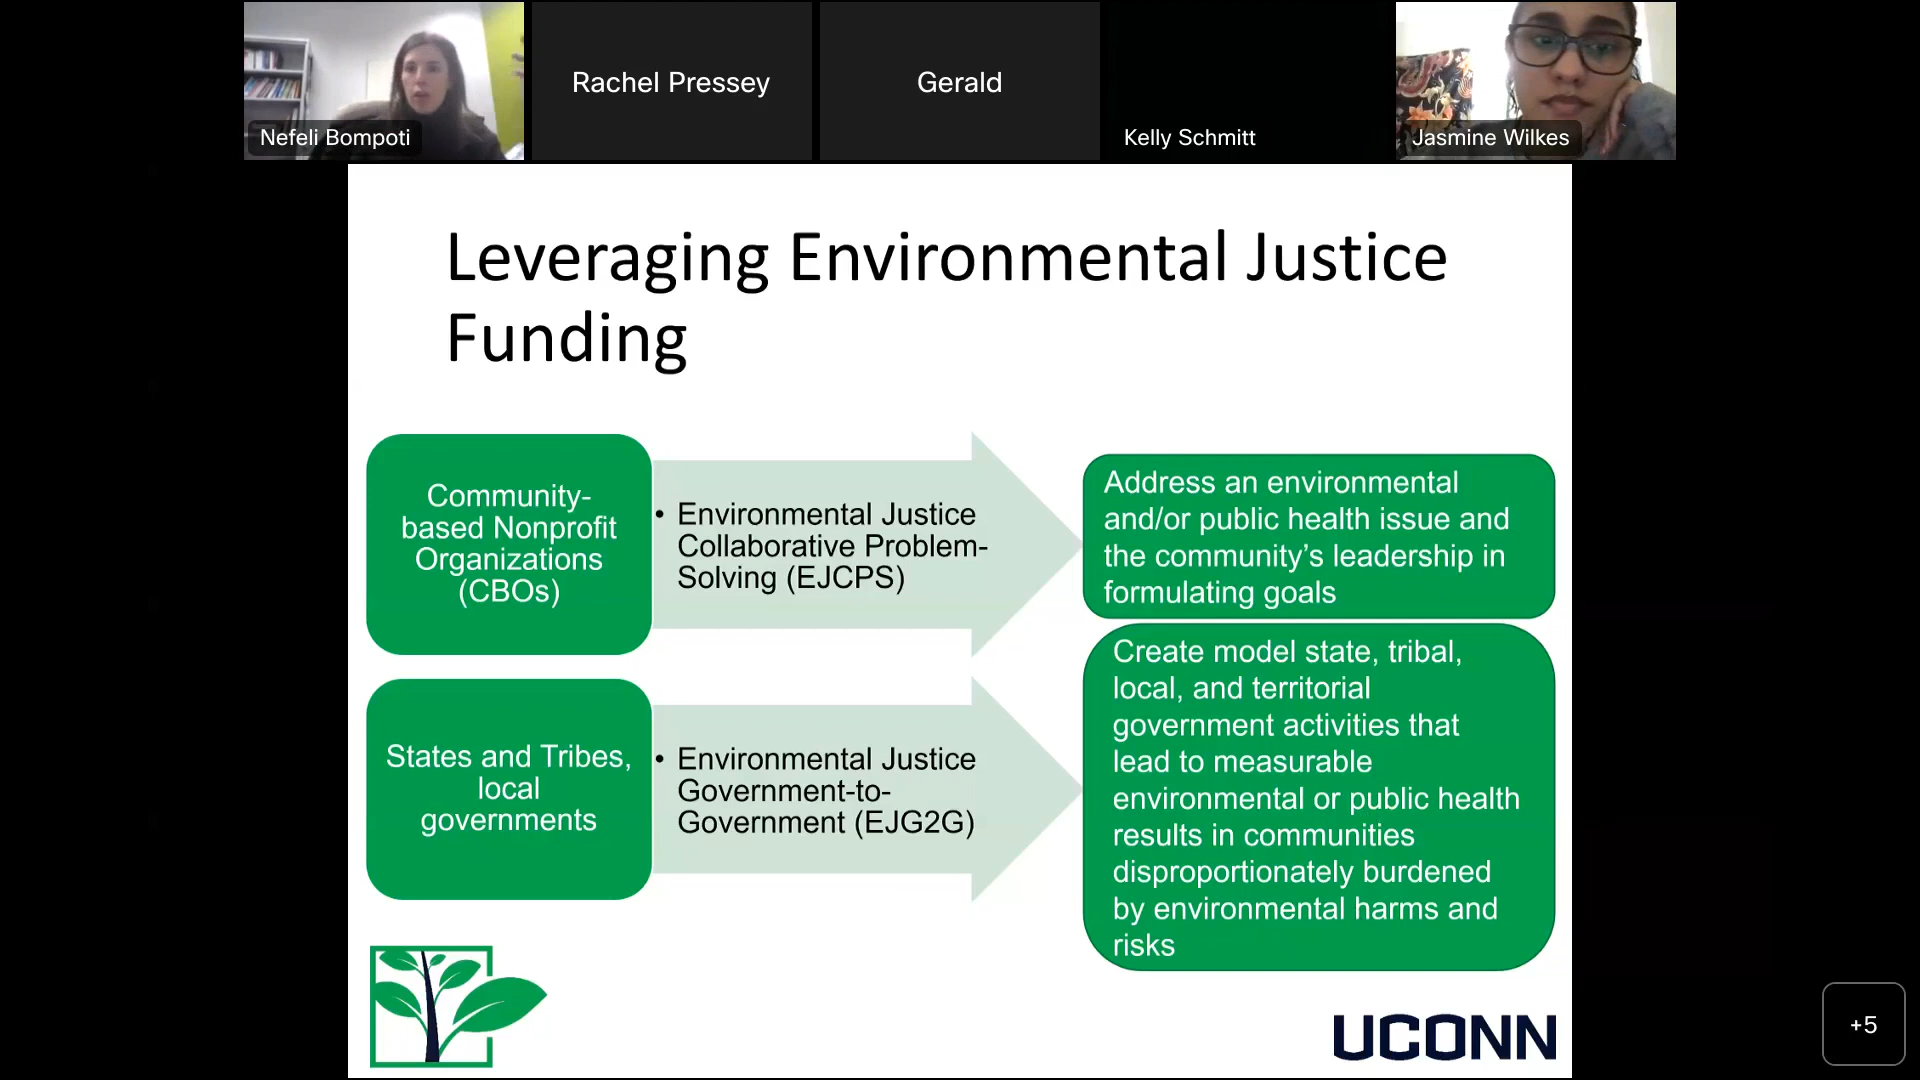 Rachel Pressey
Gerald
Nefeli Bompoti
Kelly Schmitt
Jasmine Wilkes
Leveraging Environmental Justice
Funding
Community-
based Nonprofit
Organizations
(CBOs)
• Environmental Justice
Collaborative Problem-
Solving (EJCPS)
Address an environmental
and/or public health issue and
the community’s leadership in
formulating goals
States and Tribes,
local
governments
• Environmental Justice
Government-to-
Government (EJG2G)
Create model state, tribal,
local, and territorial
government activities that
lead to measurable
environmental or public health
results in communities
disproportionately burdened
by environmental harms and
risks
UCONN
+5